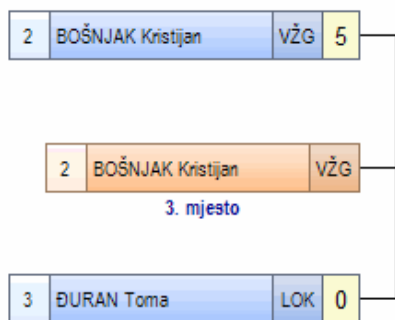 2 BOŠNJAK Kristijan VŽG 5
2 BOŠNJAK Kristijan VŽG
3. mjesto
3 ĐURAN Toma LOK 0